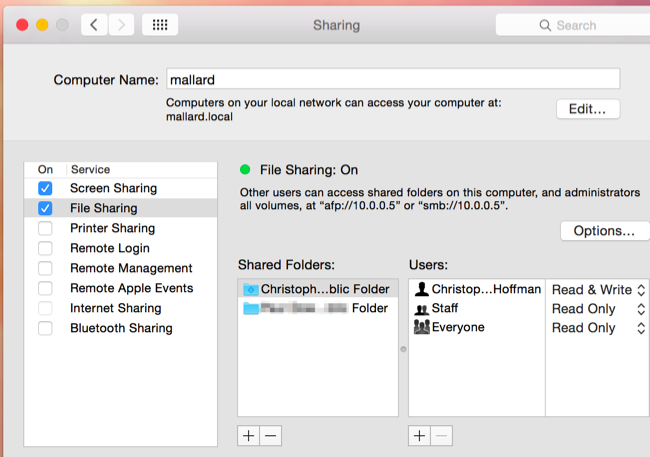 Sharing
Search
Computer Name: mallard
Computers on your local network can access your computer at:
mallard.local
Edit...
On Service
Screen Sharing
File Sharing
Printer Sharing
Remote Login
Remote Management
Remote Apple Events
Internet Sharing
Bluetooth Sharing
File Sharing: On
Other users can access shared folders on this computer, and administrators
all volumes, at “afp://10.0.0.5” or “smb://10.0.0.5”.
Options...
Shared Folders:
Christoph...blic Folder
Folder
Users:
Christop...Hoffman Read & Write
Staff Read Only
Everyone Read Only